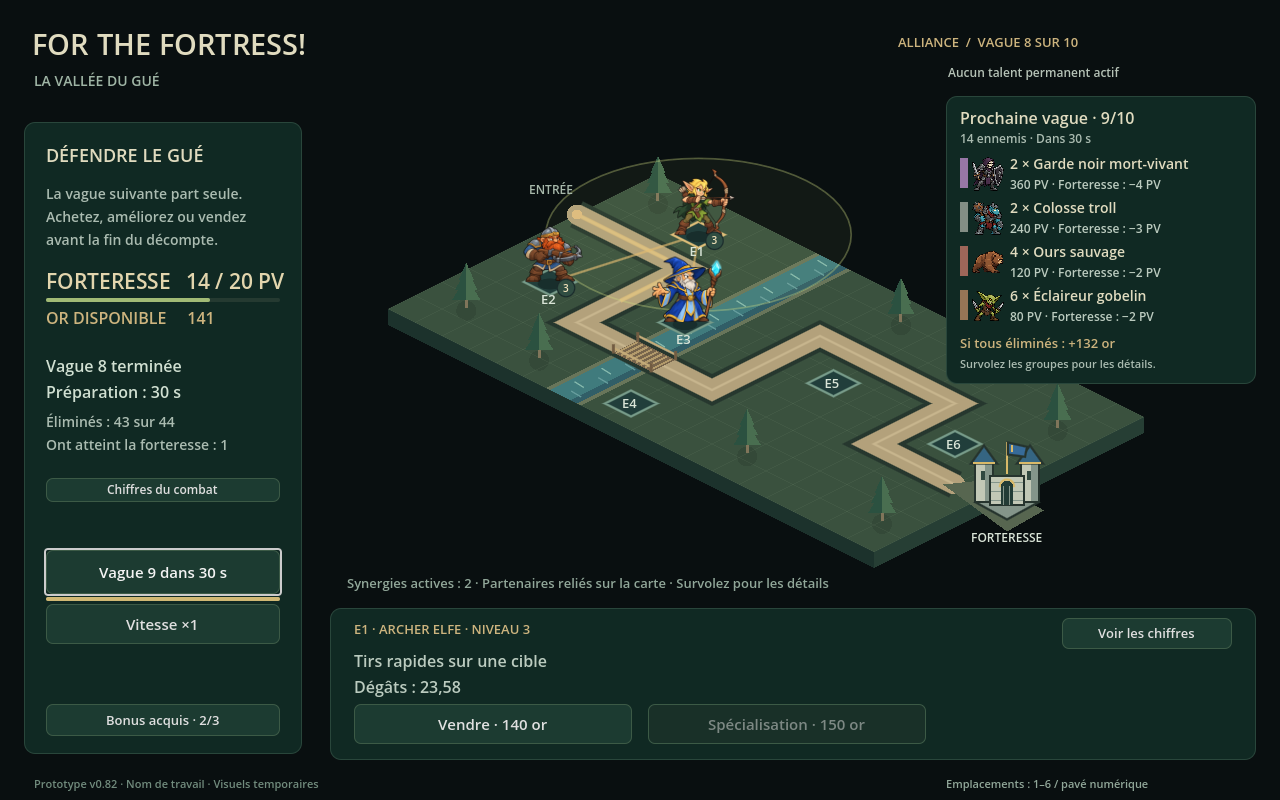 FOR THE FORTRESS!
LA VALLÉE DU GUÉ
ALLIANCE / VAGUE 8 SUR 10
Aucun talent permanent actif
DÉFENDRE LE GUÉ
La vague suivante part seule.
Achetez, améliorez ou vendez
avant la fin du décompte.
FORTERESSE 14 / 20 PV
OR DISPONIBLE 141
Vague 8 terminée
Préparation : 30 s
Éliminés : 43 sur 44
Ont atteint la forteresse : 1
Chiffres du combat
Vague 9 dans 30 s
Vitesse ×1
Bonus acquis · 2/3
ENTRÉE
3
E1
3
E2
E3
E4
E5
E6
FORTERESSE
Prochaine vague · 9/10
14 ennemis · Dans 30 s
2 × Garde noir mort-vivant
360 PV · Forteresse : −4 PV
2 × Colosse troll
240 PV · Forteresse : −3 PV
4 × Ours sauvage
120 PV · Forteresse : −2 PV
6 × Éclaireur gobelin
80 PV · Forteresse : −2 PV
Si tous éliminés : +132 or
Survolez les groupes pour les détails.
Synergies actives : 2 · Partenaires reliés sur la carte · Survolez pour les détails
E1 · ARCHER ELFE · NIVEAU 3
Voir les chiffres
Tirs rapides sur une cible
Dégâts : 23,58
Vendre · 140 or
Spécialisation · 150 or
Prototype v0.82 · Nom de travail · Visuels temporaires
Emplacements : 1–6 / pavé numérique